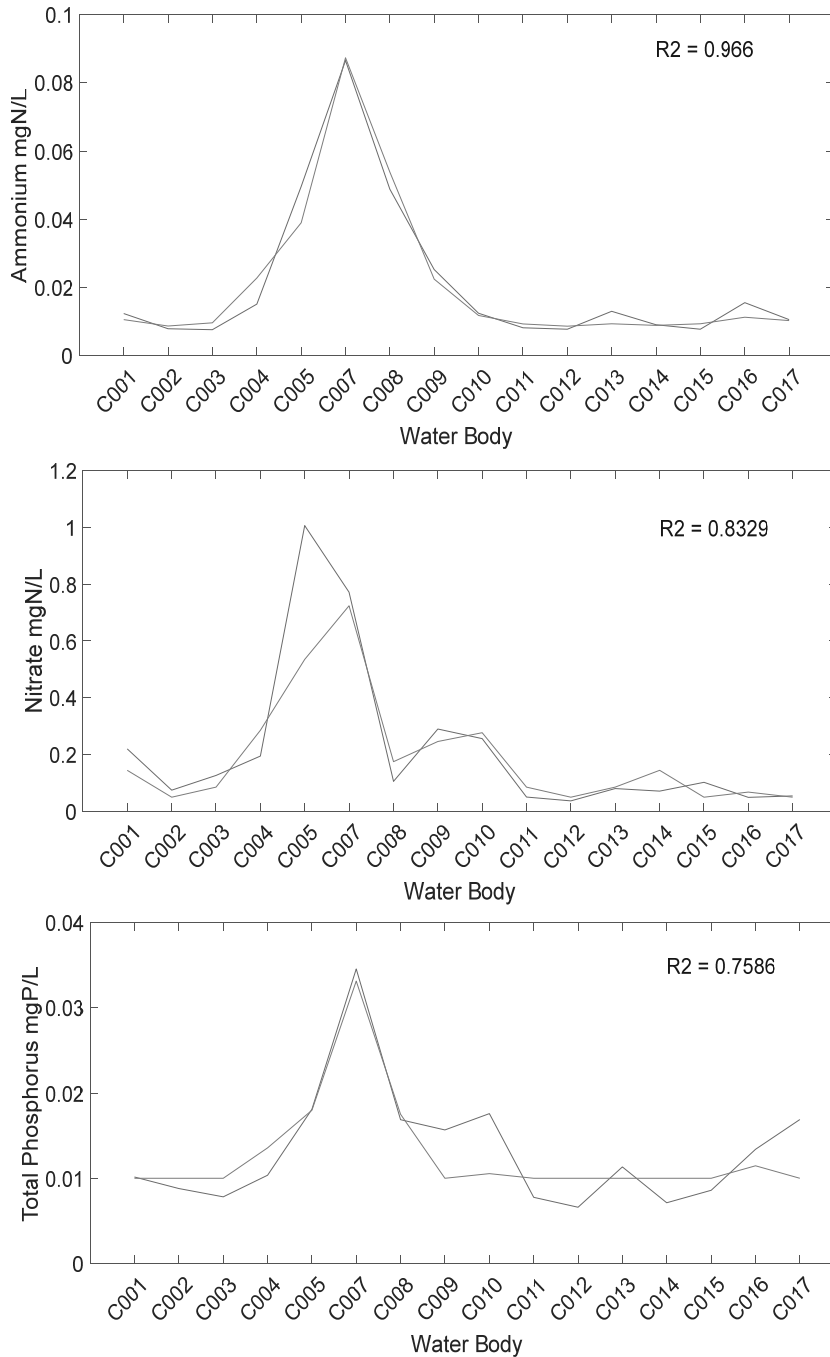 0.1
R2 = 0.966
0.08
0.06
0.04
0.02
0
Ammonium mgN/L
C001 C002 C003 C004 C005 C007 C008 C009 C010 C011 C012 C013 C014 C015 C016 C017
Water Body
1.2
R2 = 0.8329
1
0.8
0.6
0.4
0.2
0
Nitrate mgN/L
C001 C002 C003 C004 C005 C007 C008 C009 C010 C011 C012 C013 C014 C015 C016 C017
Water Body
0.04
R2 = 0.7586
0.03
0.02
0.01
0
Total Phosphorus mgP/L
C001 C002 C003 C004 C005 C007 C008 C009 C010 C011 C012 C013 C014 C015 C016 C017
Water Body